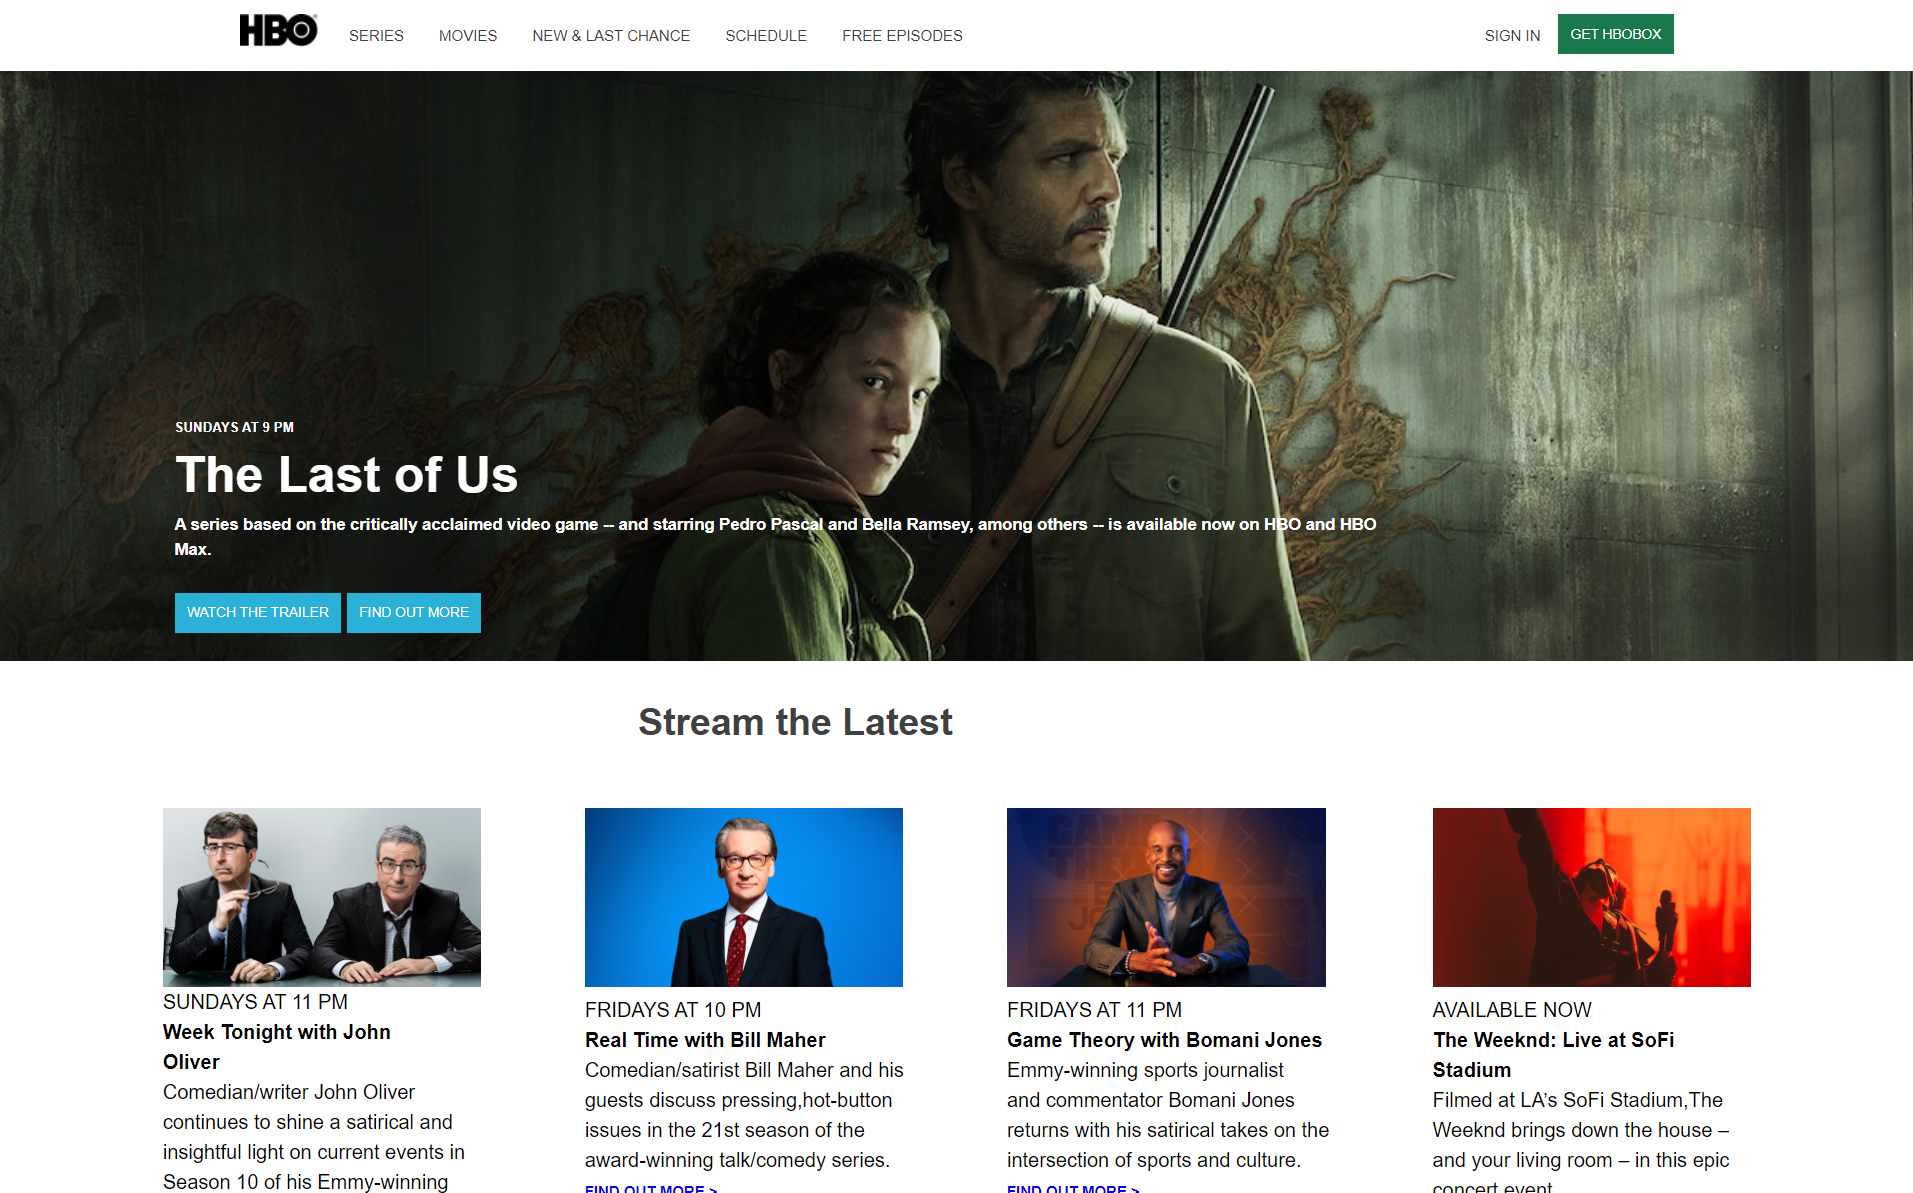 HBO
SERIES
MOVIES
NEW & LAST CHANCE
SCHEDULE
FREE EPISODES
SIGN IN
GET HBOBOX
SUNDAYS AT 9 PM
The Last of Us
A series based on the critically acclaimed video game -- and starring Pedro Pascal and Bella Ramsey, among others -- is available now on HBO and HBO
Max.
WATCH THE TRAILER
FIND OUT MORE
Stream the Latest
SUNDAYS AT 11 PM
Week Tonight with John
Oliver
Comedian/writer John Oliver
continues to shine a satirical and
insightful light on current events in
Season 10 of his Emmy-winning
FRIDAYS AT 10 PM
Real Time with Bill Maher
Comedian/satirist Bill Maher and his
guests discuss pressing,hot-button
issues in the 21st season of the
award-winning talk/comedy series.
FIND OUT MORE >
GAME
FRIDAYS AT 11 PM
Game Theory with Bomani Jones
Emmy-winning sports journalist
and commentator Bomani Jones
returns with his satirical takes on the
intersection of sports and culture.
FIND OUT MORE >
AVAILABLE NOW
The Weeknd: Live at SoFi
Stadium
Filmed at LA’s SoFi Stadium,The
Weeknd brings down the house –
and your living room – in this epic
concert event